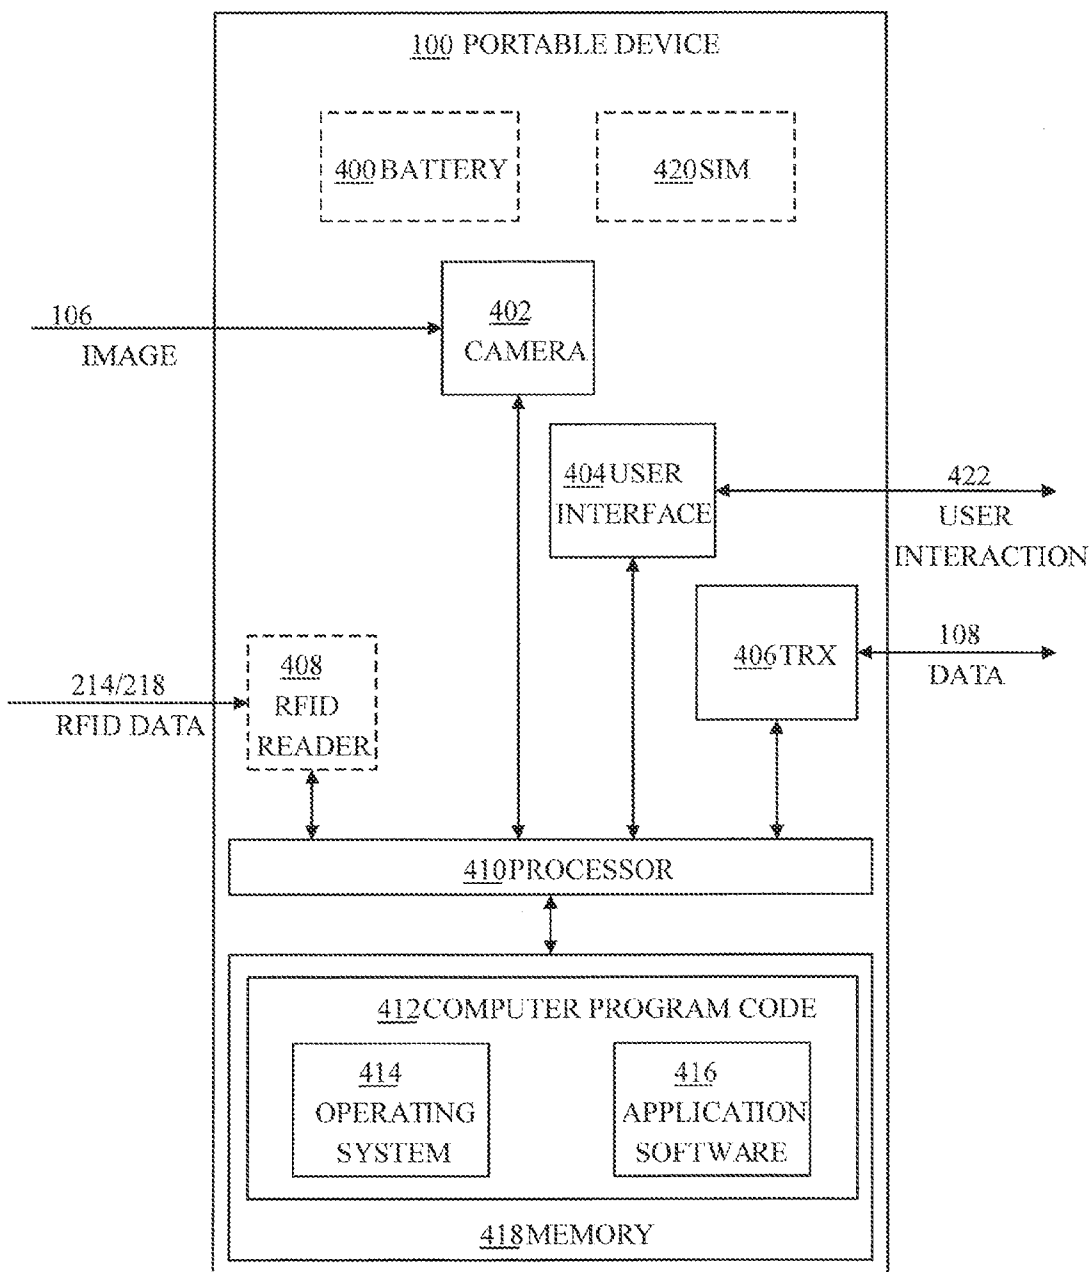 100 PORTABLE DEVICE
400 BATTERY
420 SIM
106
IMAGE
402
CAMERA
404 USER
INTERFACE
422
USER
INTERACTION
406 TRX
108
DATA
214/218
RFID DATA
408
RFID
READER
410 PROCESSOR
412 COMPUTER PROGRAM CODE
414
OPERATING
SYSTEM
416
APPLICATION
SOFTWARE
418 MEMORY